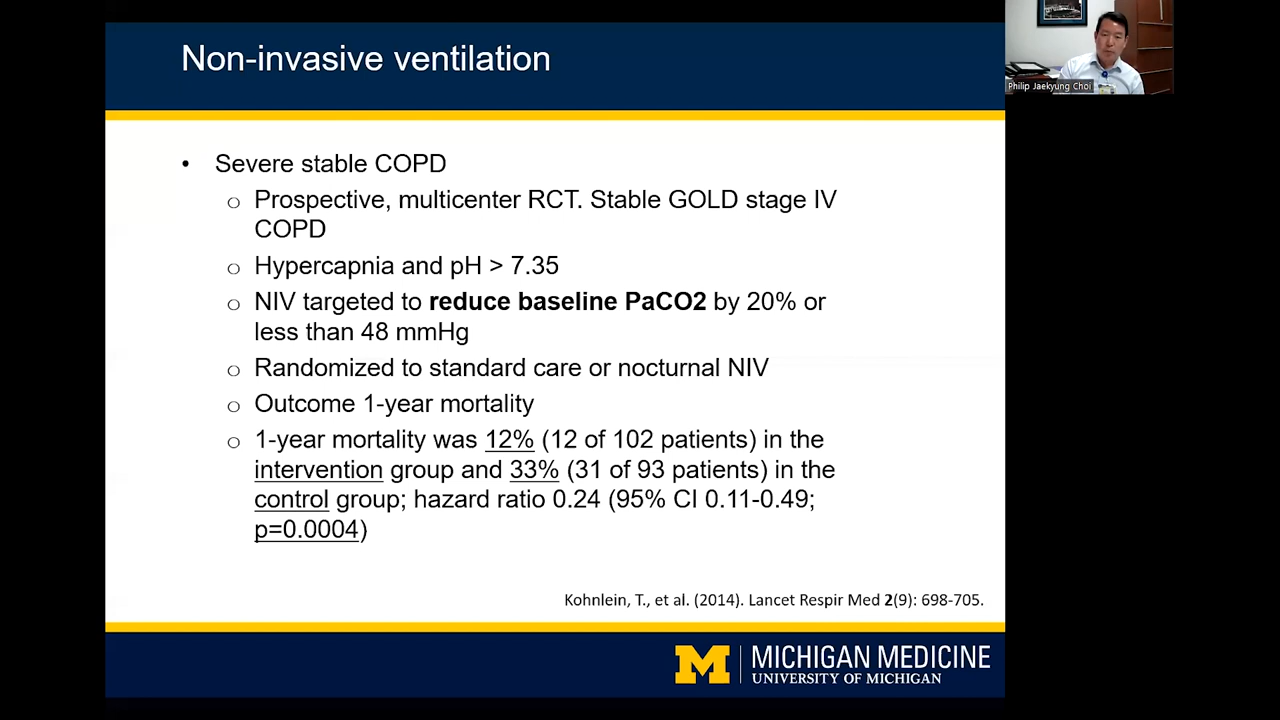 Non-invasive ventilation
Philip Jaekyung Choi
• Severe stable COPD
o Prospective, multicenter RCT. Stable GOLD stage IV
COPD
o Hypercapnia and pH > 7.35
o NIV targeted to reduce baseline PaCO2 by 20% or
less than 48 mmHg
o Randomized to standard care or nocturnal NIV
o Outcome 1-year mortality
o 1-year mortality was 12% (12 of 102 patients) in the
intervention group and 33% (31 of 93 patients) in the
control group; hazard ratio 0.24 (95% CI 0.11-0.49;
p=0.0004)
Kohnlein, T., et al. (2014). Lancet Respir Med 2(9): 698-705.
M MICHIGAN MEDICINE
UNIVERSITY OF MICHIGAN